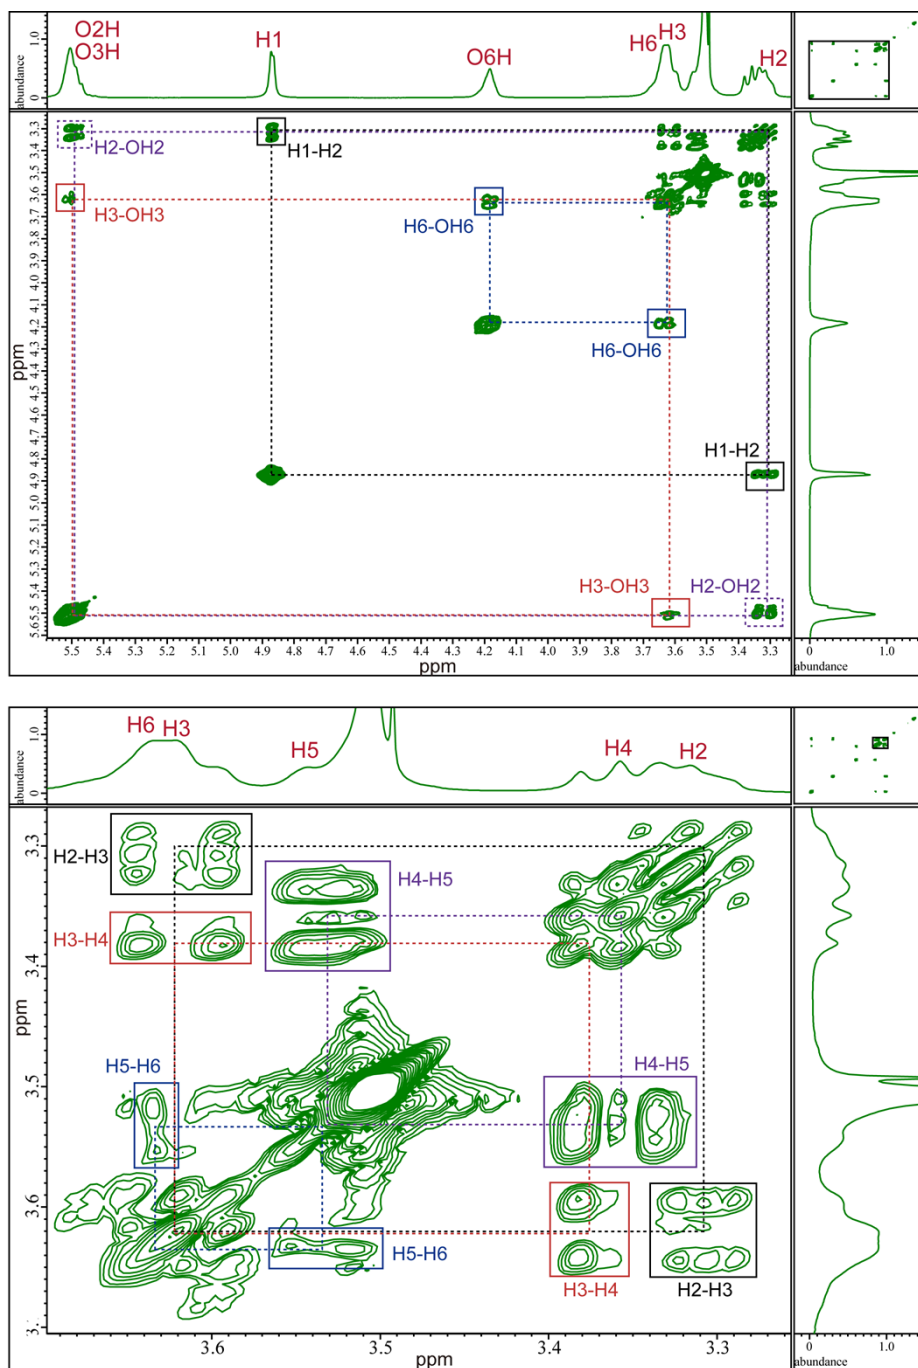 O2H
O3H
H1
O6H
H6
H3
H2
abundance
0
1.0
H2-OH2
H1-H2
H3-OH3
H6-OH6
H6-OH6
H1-H2
H3-OH3
H2-OH2
ppm
3.3
3.4
3.6
3.7
3.8
3.9
4.0
4.1
4.2
4.3
4.4
4.5
4.6
4.7
4.8
4.9
5.0
5.1
5.2
5.3
5.4
5.5
5.6
5.5
5.4
5.3
5.2
5.1
5.0
4.9
4.8
4.7
4.6
4.5
4.4
4.3
4.2
4.1
4.0
3.9
3.8
3.7
3.6
3.5
3.4
3.3
ppm
0
1.0
abundance
H6
H3
H5
H4
H2
abundance
0
1.0
H2-H3
H4-H5
H3-H4
H5-H6
H4-H5
H5-H6
H3-H4
H2-H3
ppm
3.3
3.4
3.5
3.6
3.6
3.5
3.4
3.3
ppm
0
1.0
abundance